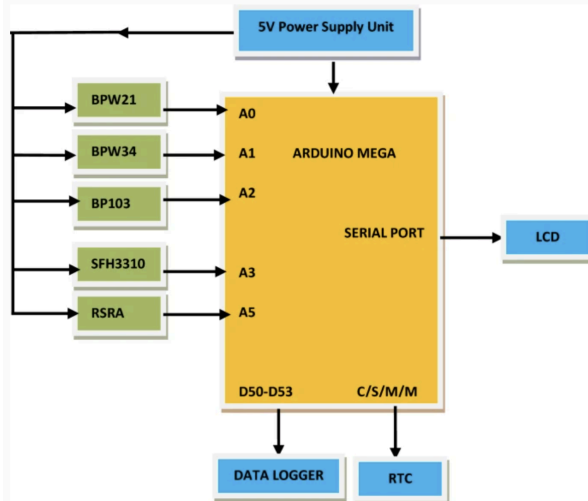 5V Power Supply Unit
BPW21
A0
BPW34
A1
ARDUINO MEGA
BP103
A2
SERIAL PORT
LCD
SFH3310
A3
RSRA
A5
D50-D53
C/S/M/M
DATA LOGGER
RTC